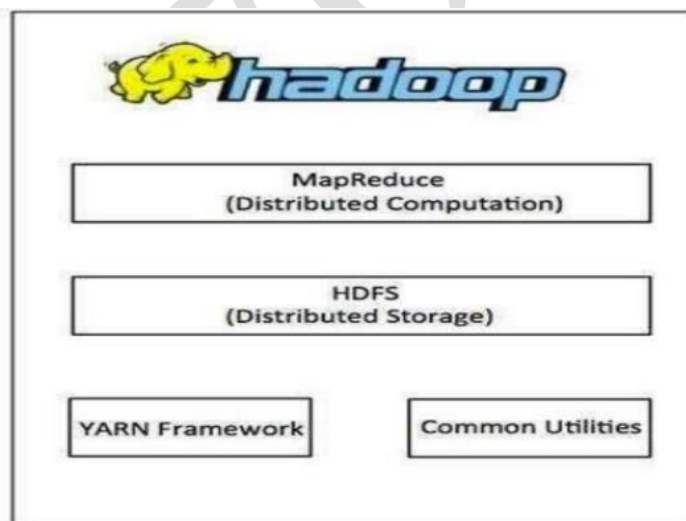 hadoop
MapReduce
(Distributed Computation)
HDFS
(Distributed Storage)
YARN Framework
Common Utilities